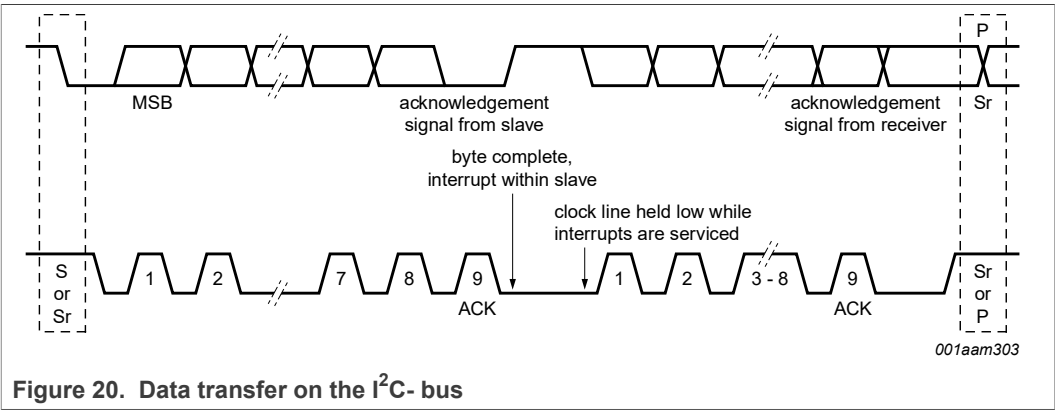 P
MSB
acknowledgement
signal from slave
acknowledgement
signal from receiver
Sr
byte complete,
interrupt within slave
clock line held low while
interrupts are serviced
S
or
Sr
1 2 7 8 9 1 2 3 - 8 9
ACK ACK
Sr
or
P
001aam303
Figure 20. Data transfer on the I²C- bus